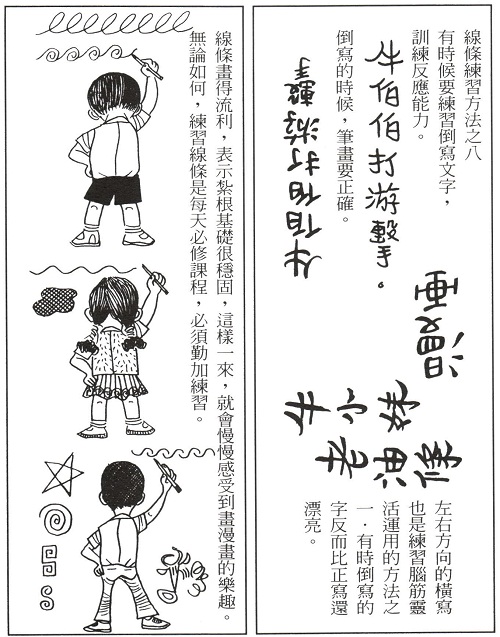 線條練習方法之八
有時候要練習倒寫文字，
訓練反應能力。
牛伯伯打游擊。
倒寫的時候，筆畫要正確。
牛伯伯打游擊
漫畫
牛小妹
老油條
左右方向的橫寫
也是練習腦筋靈
活運用的方法之
一．有時倒寫的
字反而比正寫還
漂亮。
線條畫得流利，表示紮根基礎很穩固，這樣一來，就會慢慢感受到畫漫畫的樂趣。
無論如何，練習線條是每天必修課程，必須勤加練習。